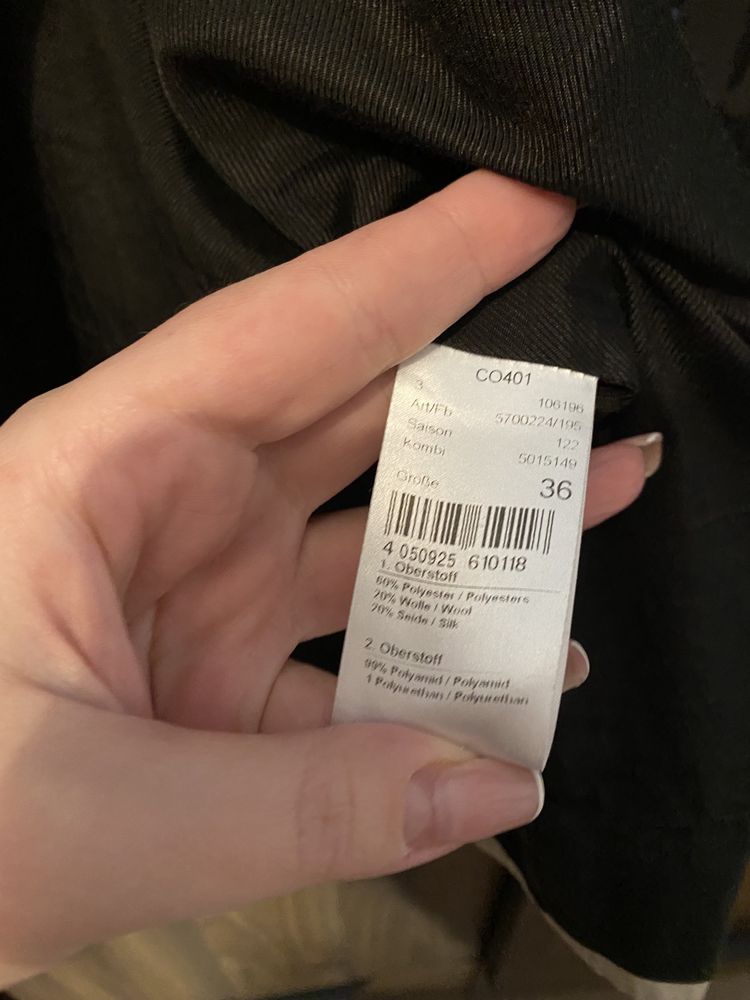 CO401
3 106196
Art/Fb 5700224/195
Saison 122
Kombi 5015149
Größe 36
4 050925 610118
1. Oberstoff
60% Polyester / Polyesters
20% Wolle / Wool
20% Seide / Silk
2. Oberstoff
99% Polyamid / Polyamid
1 Polyurethan / Polyurethan